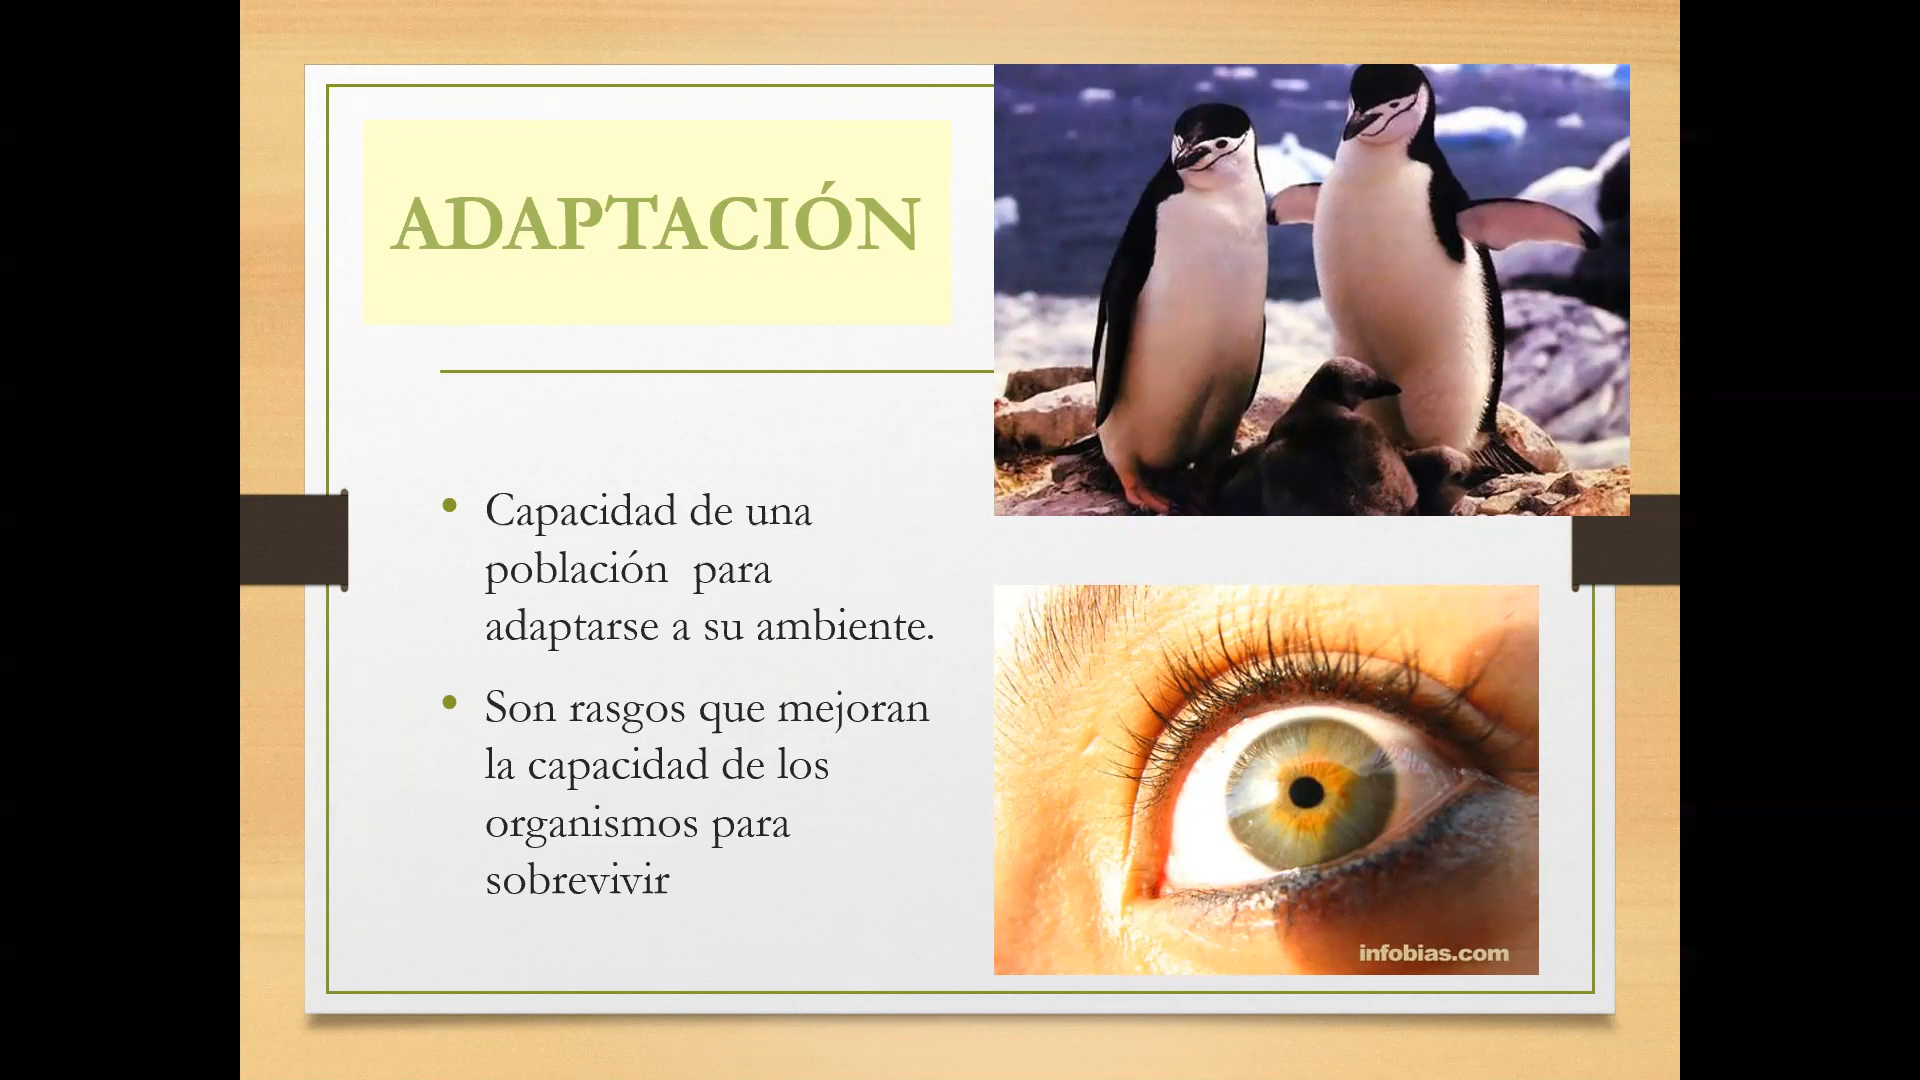 ADAPTACIÓN
• Capacidad de una
población  para
adaptarse a su ambiente.
• Son rasgos que mejoran
la capacidad de los
organismos para
sobrevivir
infobias.com